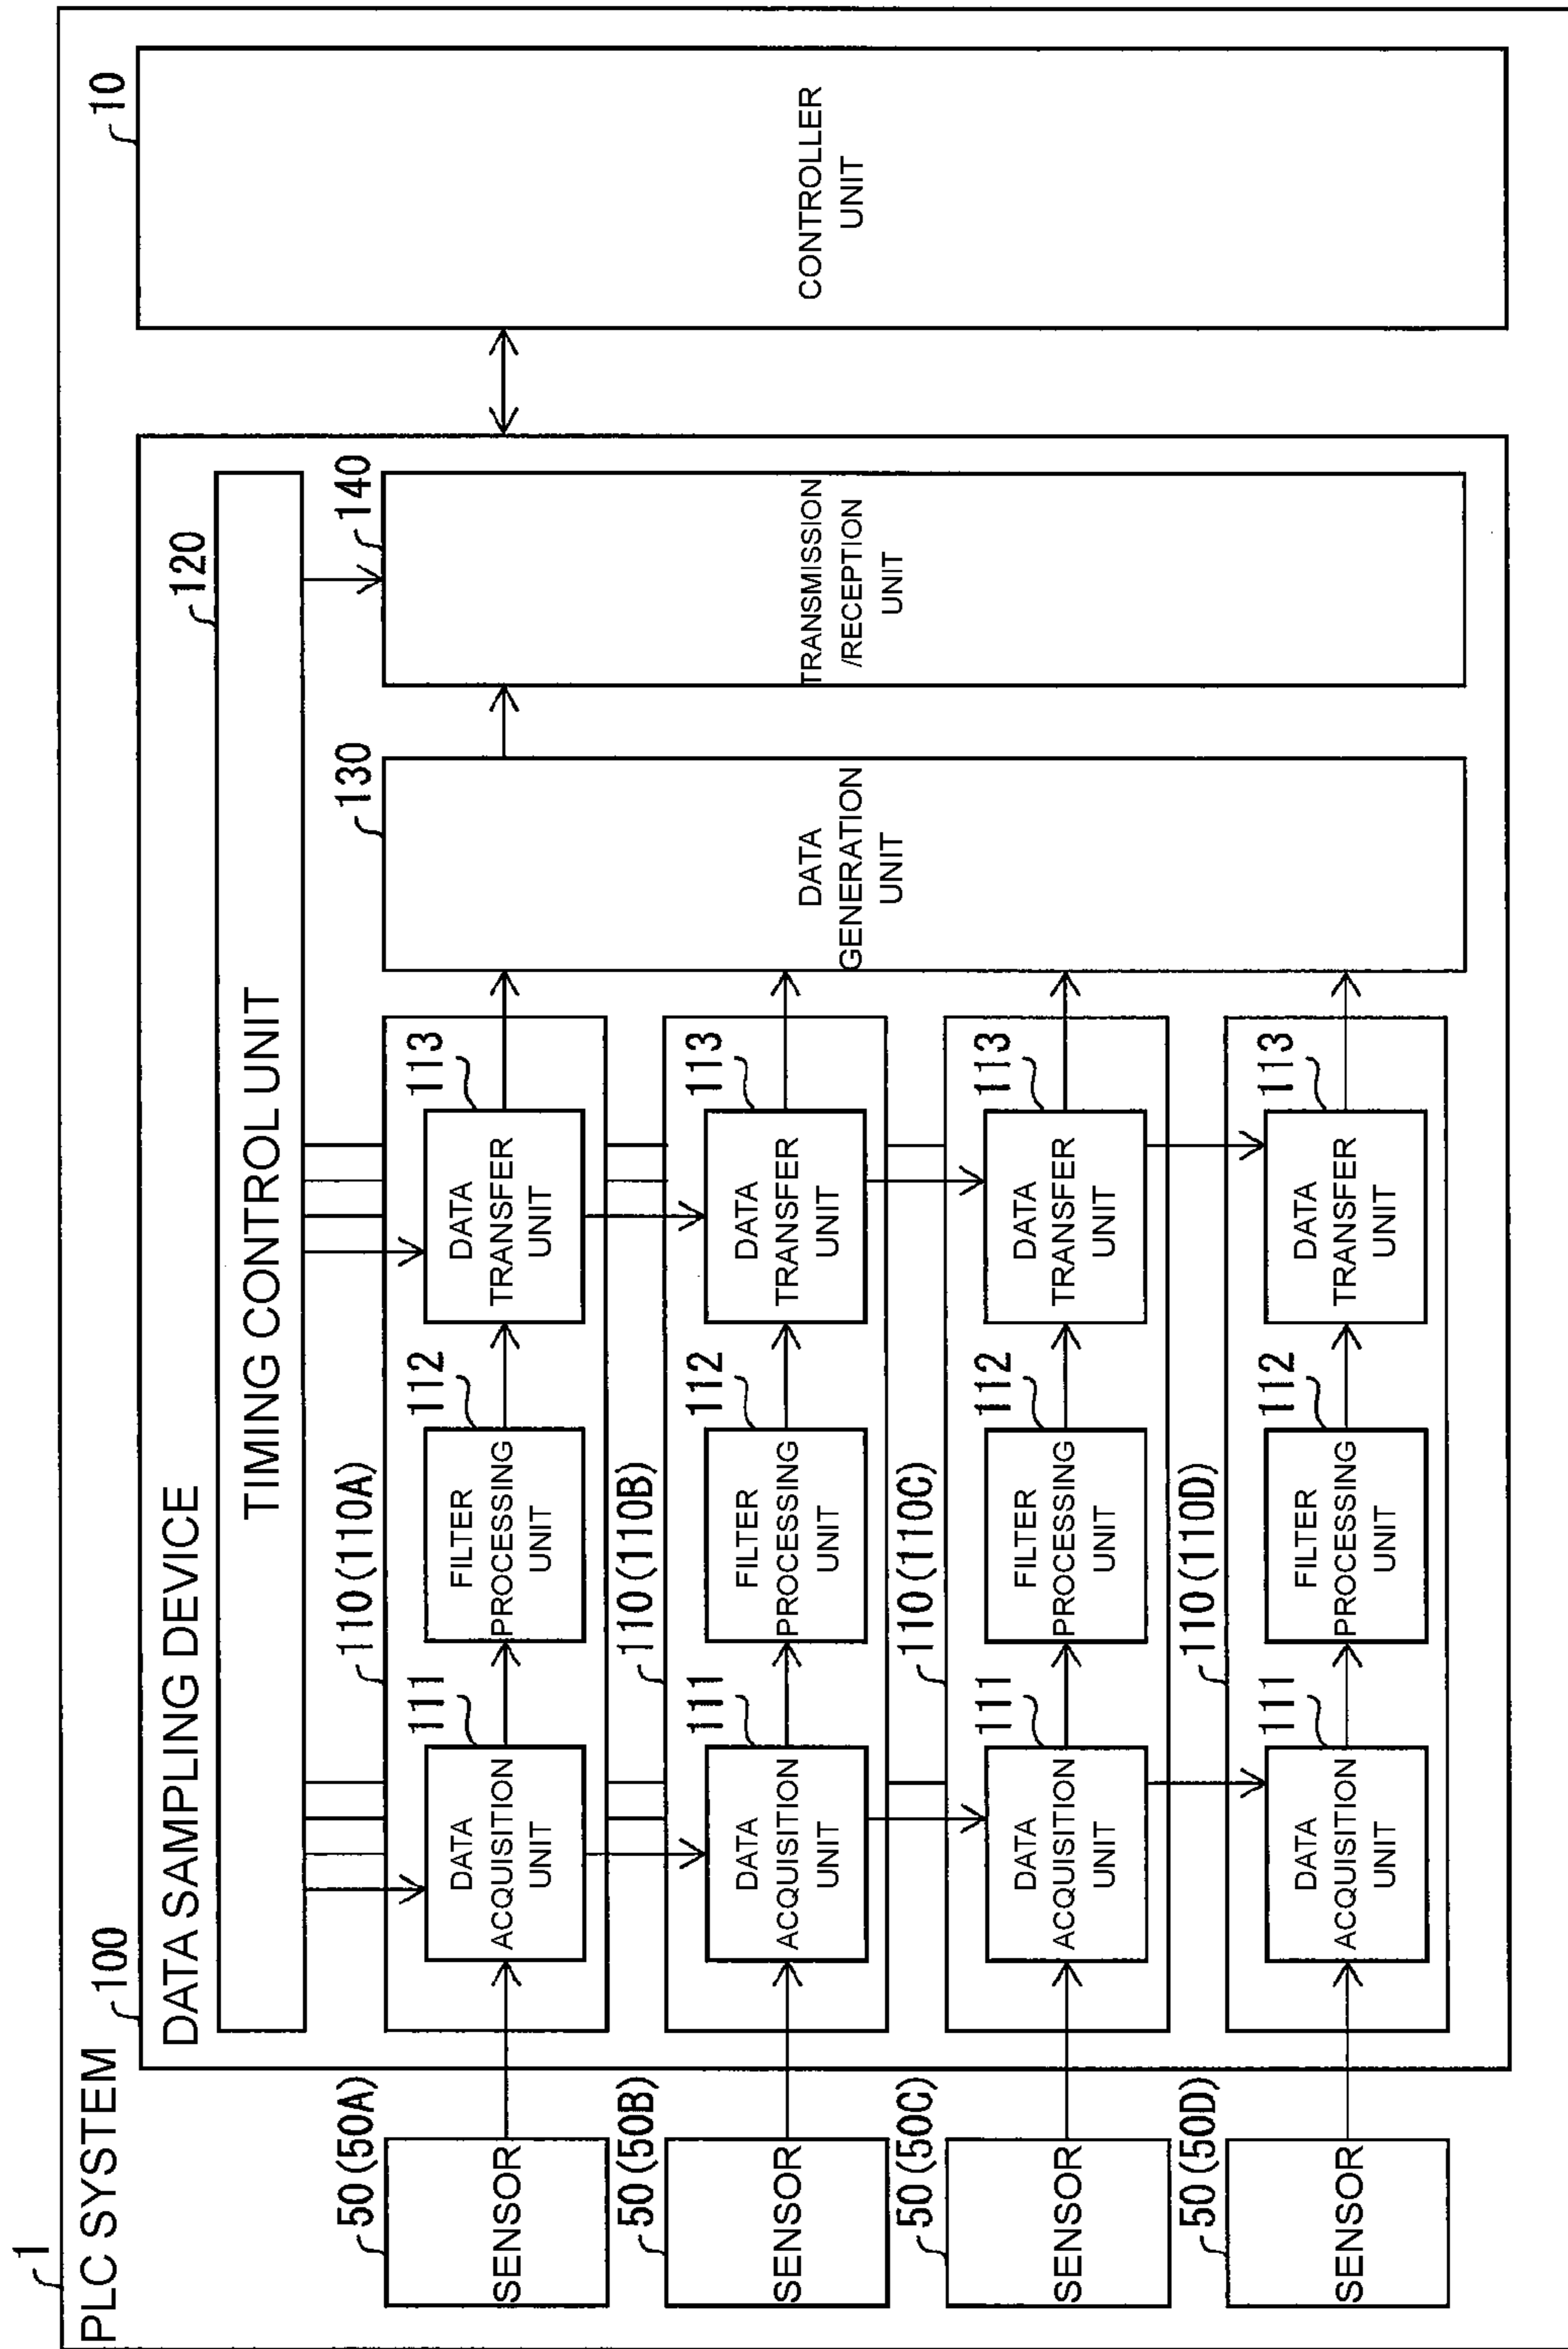 1
PLC SYSTEM
100
DATA SAMPLING DEVICE
120
TIMING CONTROL UNIT
50(50A)
SENSOR
110(110A)
111
DATA
ACQUISITION
UNIT
112
FILTER
PROCESSING
UNIT
113
DATA
TRANSFER
UNIT
50(50B)
SENSOR
110(110B)
111
DATA
ACQUISITION
UNIT
112
FILTER
PROCESSING
UNIT
113
DATA
TRANSFER
UNIT
50(50C)
SENSOR
110(110C)
111
DATA
ACQUISITION
UNIT
112
FILTER
PROCESSING
UNIT
113
DATA
TRANSFER
UNIT
50(50D)
SENSOR
110(110D)
111
DATA
ACQUISITION
UNIT
112
FILTER
PROCESSING
UNIT
113
DATA
TRANSFER
UNIT
130
DATA
GENERATION
UNIT
140
TRANSMISSION
/RECEPTION
UNIT
10
CONTROLLER
UNIT